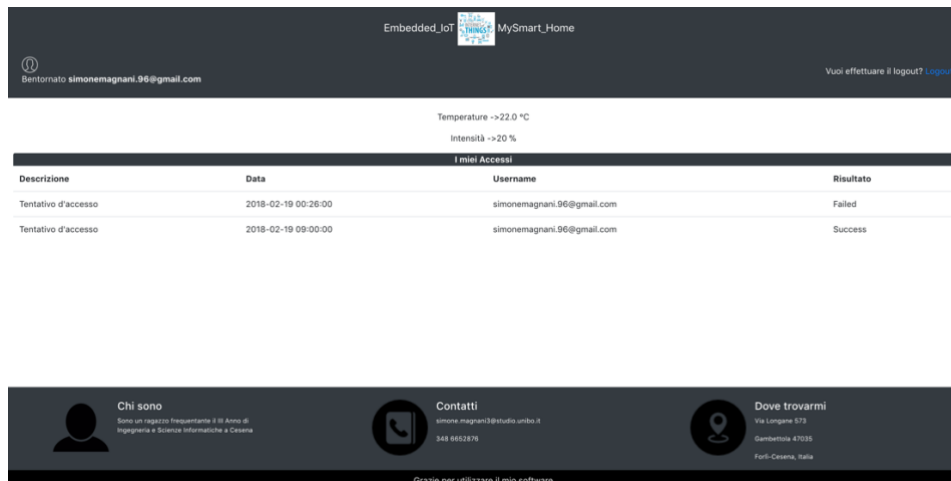 Embedded_IoT INTERNET THINGS MySmart_Home
Bentornato simonemagnani.96@gmail.com
Vuoi effettuare il logout? Logout
Temperature ->22.0 °C
Intensità ->20 %
I miei Accessi
Descrizione Data Username Risultato
Tentativo d'accesso 2018-02-19 00:26:00 simonemagnani.96@gmail.com Failed
Tentativo d'accesso 2018-02-19 09:00:00 simonemagnani.96@gmail.com Success
Chi sono
Sono un ragazzo frequentante il III Anno di
Ingegneria e Scienze Informatiche a Cesena
Contatti
simone.magnani3@studio.unibo.it
348 6652876
Dove trovarmi
Via Longane 573
Gambettola 47035
Forlì-Cesena, Italia
Grazie per utilizzare il mio software